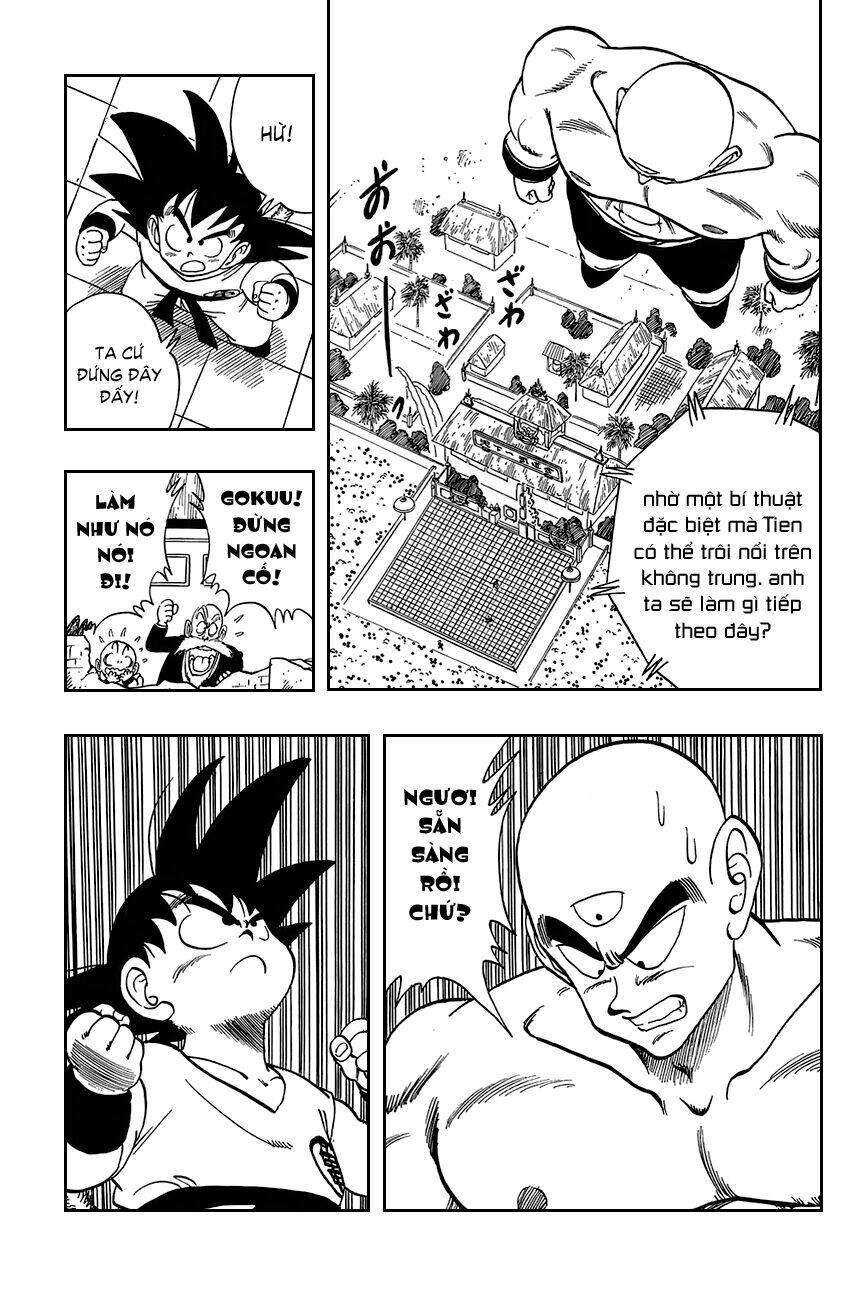 nhờ một bí thuật
đặc biệt mà Tien
có thể trôi nổi trên
không trung. anh
ta sẽ làm gì tiếp
theo đây?
おおーっ
ざわ
ざわ
HỪ!
TA CỨ
ĐỨNG ĐÂY
ĐẤY!
GOKUU!
ĐỪNG
NGOAN
CỐ!
LÀM
NHƯ NÓ
NÓI
ĐI!
NGƯƠI
SẴN
SÀNG
RỒI
CHỨ?